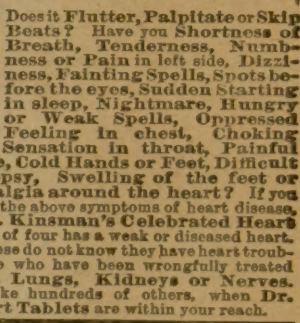 Does it Flutter, Palpitate or Skip
Beats? Have you Shortness of
Breath, Tenderness, Numb-
ness or Pain in left side, Dizzi-
ness, Fainting Spells, Spots be-
fore the eyes, Sudden Starting
in sleep, Nightmare, Hungry
or Weak Spells, Oppressed
Feeling in chest, Choking
Sensation in throat, Painful
, Cold Hands or Feet, Difficult
psy, Swelling of the feet or
algia around the heart? If you
the above symptoms of heart disease,
. Kinsman's Celebrated Heart
of four has a weak or diseased heart.
ese do not know they have heart troub-
who have been wrongfully treated
Lungs, Kidneys or Nerves.
ke hundreds of others, when Dr.
rt Tablets are within your reach.